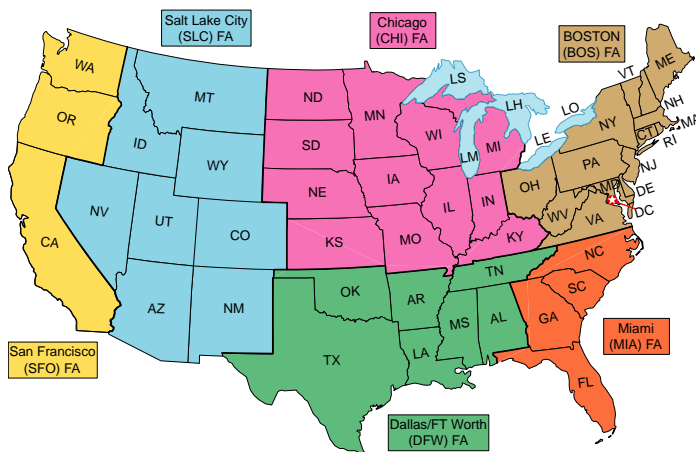 Salt Lake City
(SLC) FA
Chicago
(CHI) FA
BOSTON
(BOS) FA
WA
MT
ND
MN
LS
VT
ME
OR
ID
SD
WI
LH
LO
NH
NY
MA
WY
LM
MI
LE
CT
RI
NE
IA
PA
NJ
NV
UT
CO
IL
IN
OH
MD
DE
CA
KS
MO
KY
WV
VA
DC
AZ
NM
OK
AR
TN
NC
SC
MS
AL
GA
Miami
(MIA) FA
San Francisco
(SFO) FA
TX
LA
FL
Dallas/FT Worth
(DFW) FA